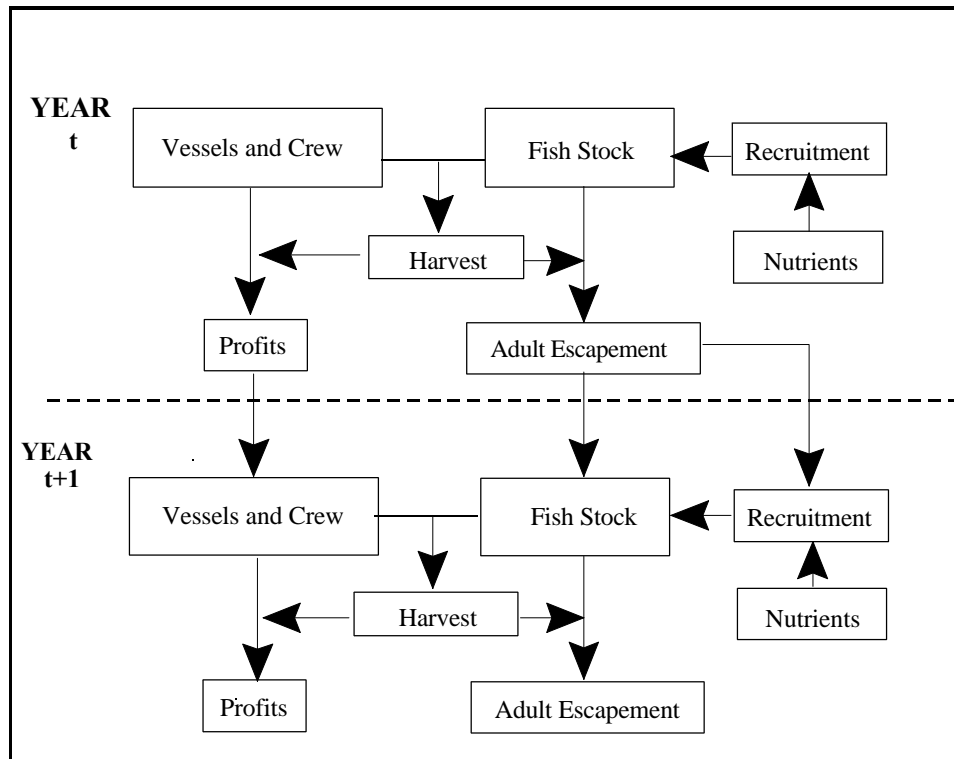 YEAR
t
Vessels and Crew
Fish Stock
Recruitment
Harvest
Nutrients
Profits
Adult Escapement
YEAR
t+1
Vessels and Crew
Fish Stock
Recruitment
Harvest
Nutrients
Profits
Adult Escapement